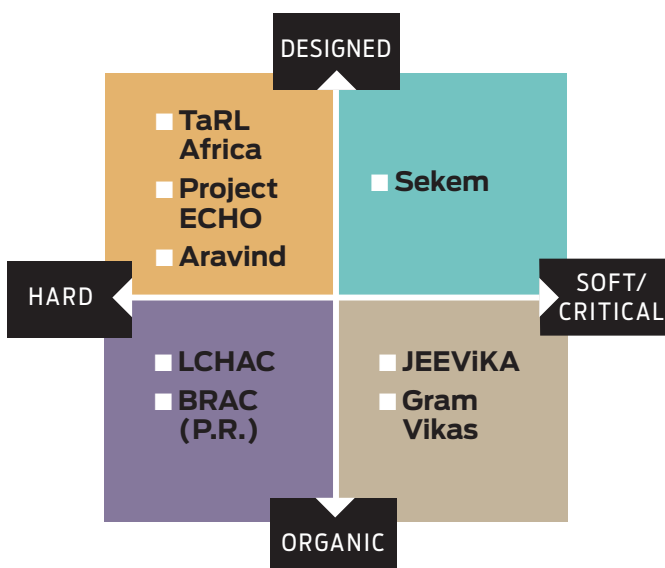 DESIGNED
TaRL
Africa
Project
ECHO
Aravind
Sekem
HARD
SOFT/
CRITICAL
LCHAC
BRAC
(P.R.)
JEEViKA
Gram
Vikas
ORGANIC